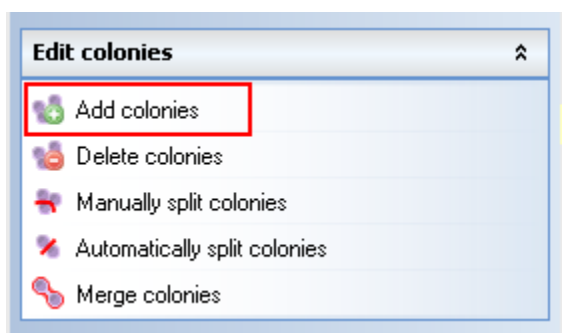 Edit colonies
Add colonies
Delete colonies
Manually split colonies
Automatically split colonies
Merge colonies